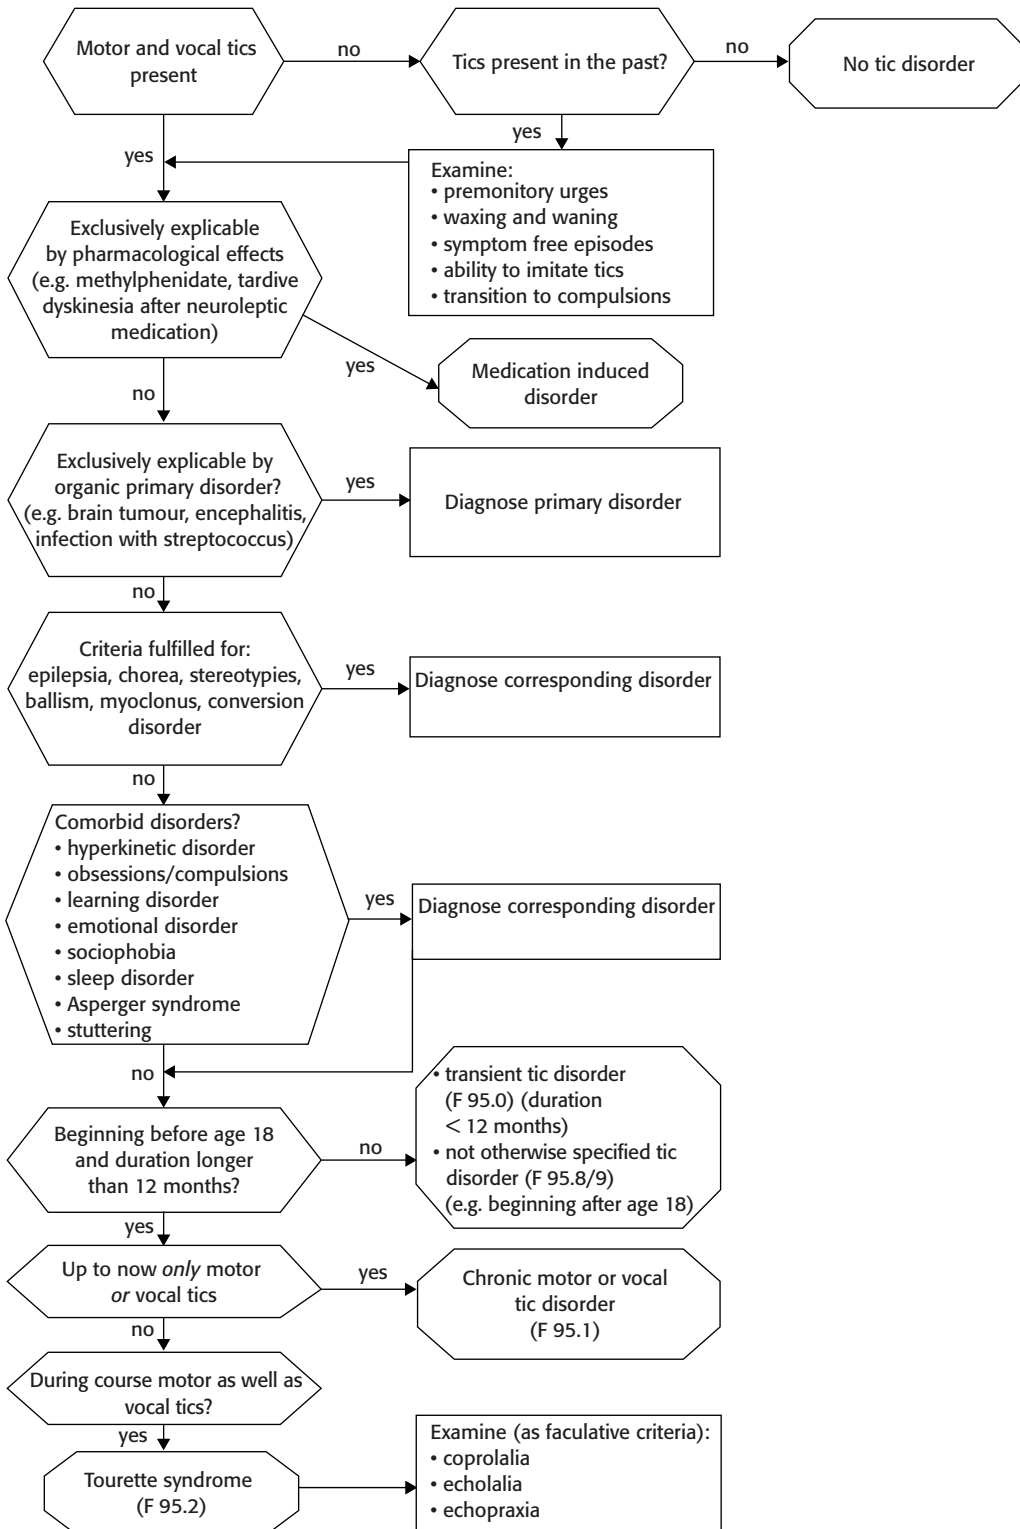 Motor and vocal tics
present
no
Tics present in the past?
no
No tic disorder
yes
yes
Examine:
• premonitory urges
• waxing and waning
• symptom free episodes
• ability to imitate tics
• transition to compulsions
Exclusively explicable
by pharmacological effects
(e.g. methylphenidate, tardive
dyskinesia after neuroleptic
medication)
yes
Medication induced
disorder
no
Exclusively explicable by
organic primary disorder?
(e.g. brain tumour, encephalitis,
infection with streptococcus)
yes
Diagnose primary disorder
no
Criteria fulfilled for:
epilepsia, chorea, stereotypies,
ballism, myoclonus, conversion
disorder
yes
Diagnose corresponding disorder
no
Comorbid disorders?
• hyperkinetic disorder
• obsessions/compulsions
• learning disorder
• emotional disorder
• sociophobia
• sleep disorder
• Asperger syndrome
• stuttering
yes
Diagnose corresponding disorder
no
Beginning before age 18
and duration longer
than 12 months?
no
• transient tic disorder
(F 95.0) (duration
< 12 months)
• not otherwise specified tic
disorder (F 95.8/9)
(e.g. beginning after age 18)
yes
Up to now only motor
or vocal tics
yes
Chronic motor or vocal
tic disorder
(F 95.1)
no
During course motor as well as
vocal tics?
yes
Tourette syndrome
(F 95.2)
Examine (as faculative criteria):
• coprolalia
• echolalia
• echopraxia